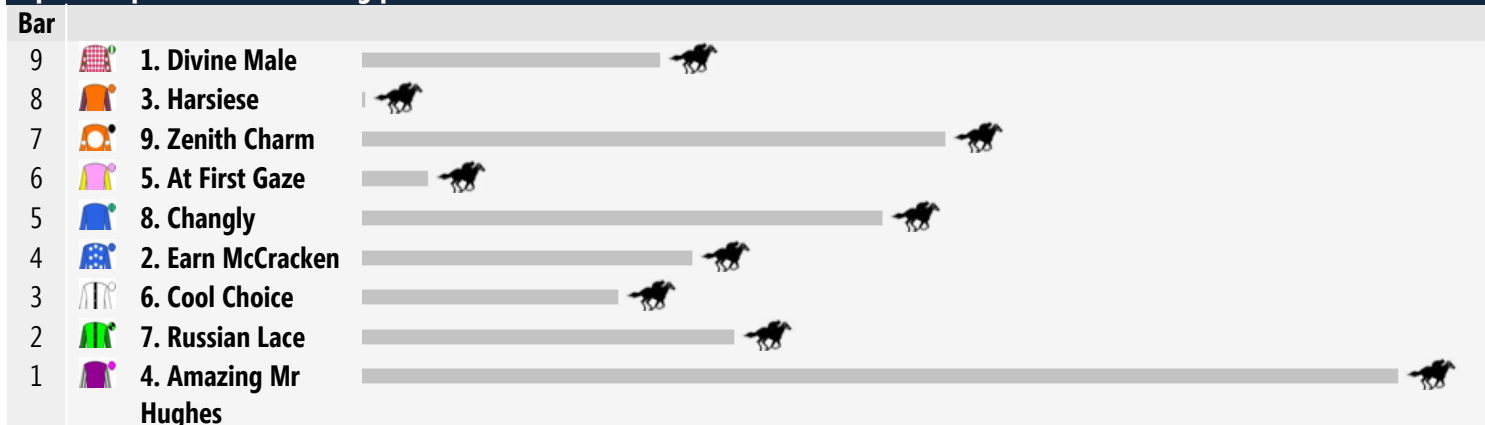 Bar
9 1. Divine Male
8 3. Harsiese
7 9. Zenith Charm
6 5. At First Gaze
5 8. Changly
4 2. Earn McCracken
3 6. Cool Choice
2 7. Russian Lace
1 4. Amazing Mr
Hughes